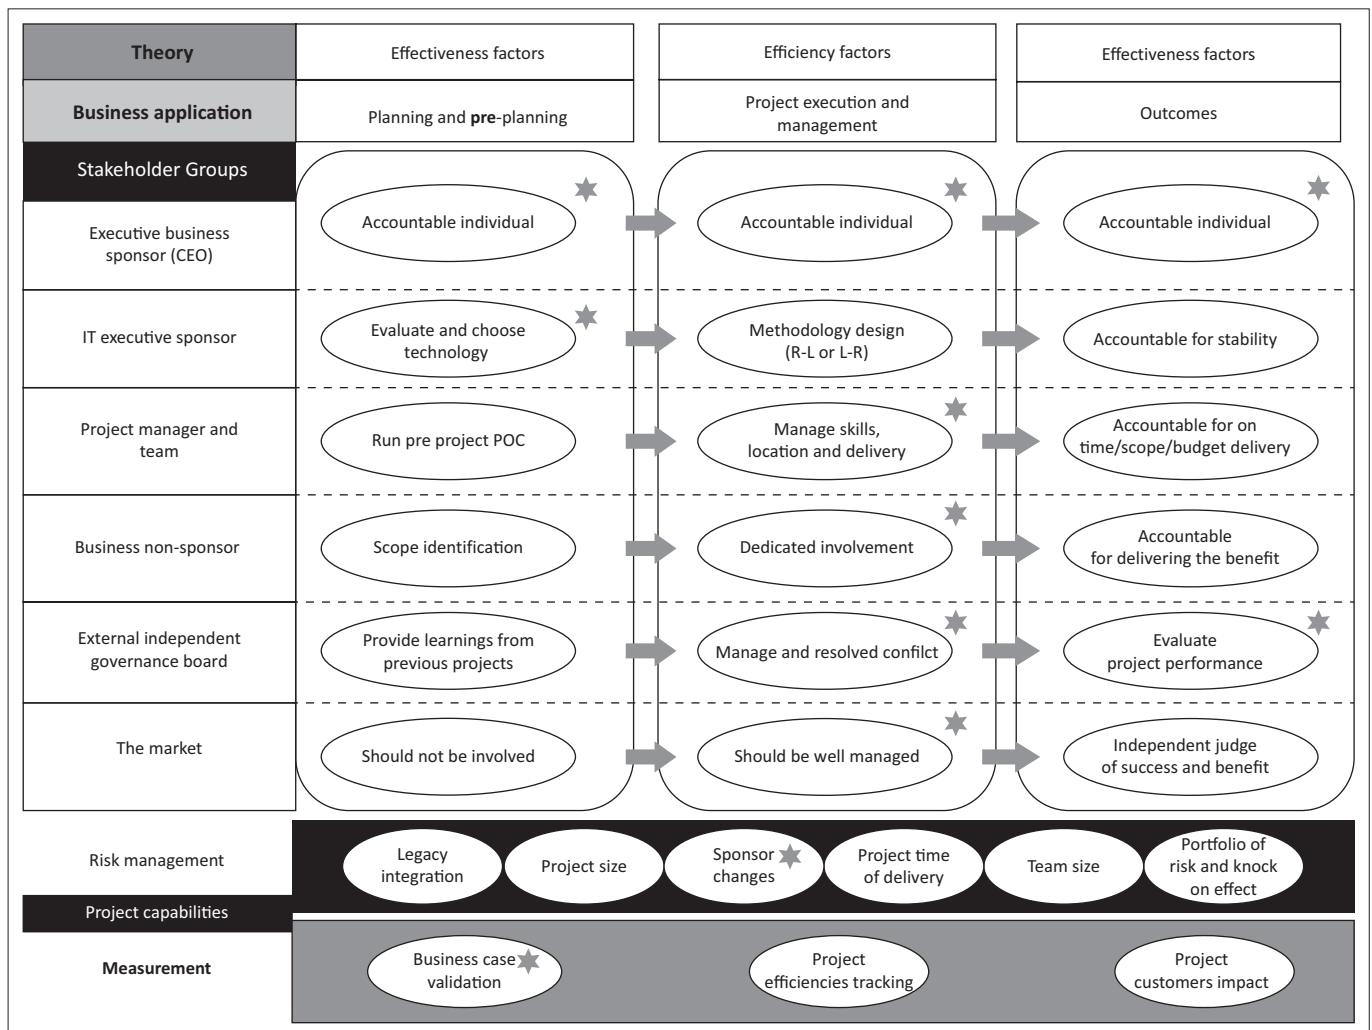 Theory
Effectiveness factors
Efficiency factors
Effectiveness factors
Business application
Planning and pre-planning
Project execution and
management
Outcomes
Stakeholder Groups
Executive business
sponsor (CEO)
Accountable individual
Accountable individual
Accountable individual
IT executive sponsor
Evaluate and choose
technology
Methodology design
(R-L or L-R)
Accountable for stability
Project manager and
team
Run pre project POC
Manage skills,
location and delivery
Accountable for on
time/scope/budget delivery
Business non-sponsor
Scope identification
Dedicated involvement
Accountable
for delivering the benefit
External independent
governance board
Provide learnings from
previous projects
Manage and resolved confilct
Evaluate
project performance
The market
Should not be involved
Should be well managed
Independent judge
of success and benefit
Risk management
Legacy
integration
Project size
Sponsor
changes
Project time
of delivery
Team size
Portfolio of
risk and knock
on effect
Project capabilities
Measurement
Business case
validation
Project
efficiencies tracking
Project
customers impact